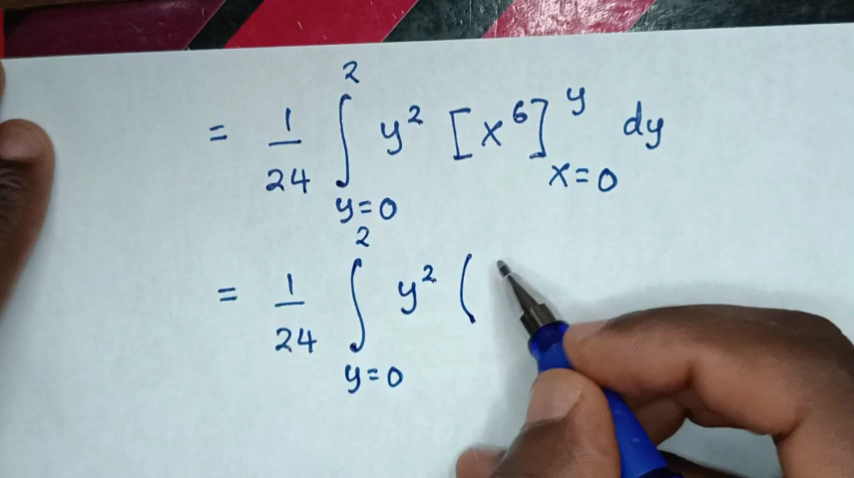 = 1/24 ∫_{y=0}^{2} y² [x⁶]_{x=0}^{y} dy
= 1/24 ∫_{y=0}^{2} y² (